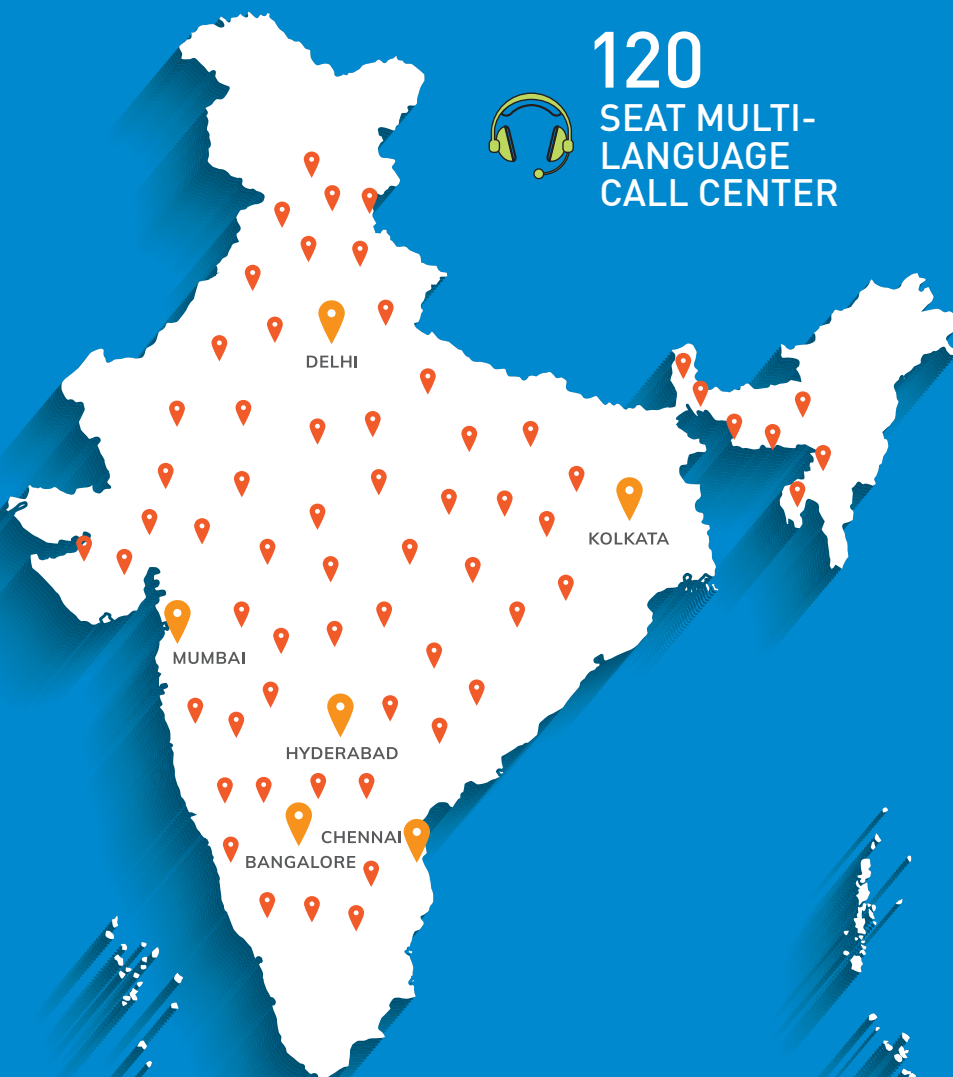 120
SEAT MULTI-
LANGUAGE
CALL CENTER
DELHI
KOLKATA
MUMBAI
HYDERABAD
CHENNAI
BANGALORE